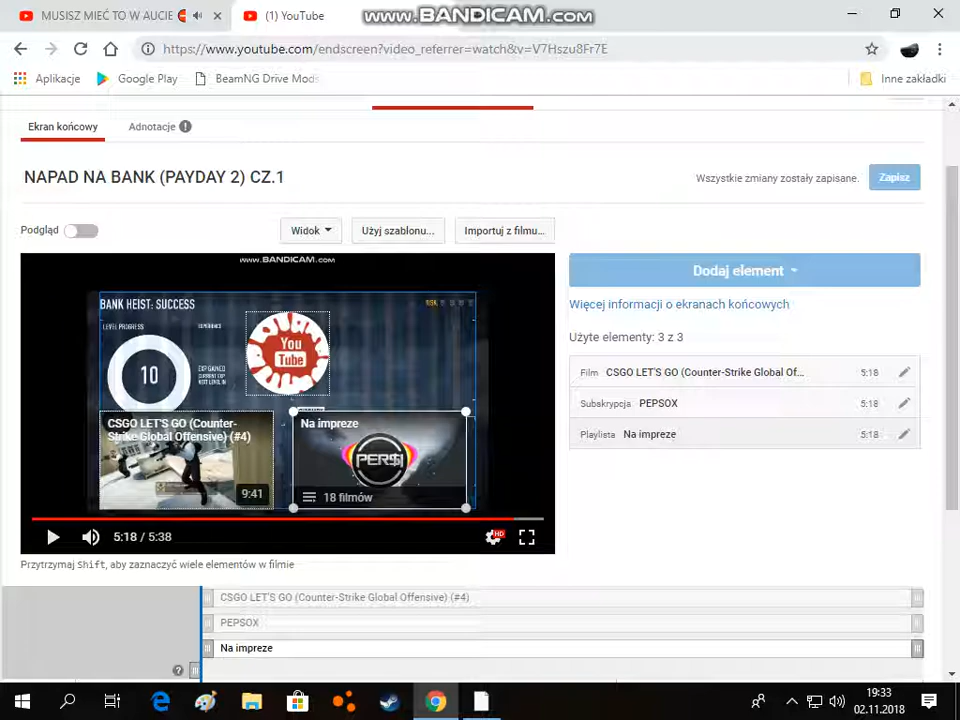 MUSISZ MIEĆ TO W AUCIE
(1) YouTube
WWW.BANDICAM.COM
https://www.youtube.com/endscreen?video_referrer=watch&v=V7Hszu8Fr7E
Aplikacje
Google Play
BeamNG Drive Mods
Inne zakładki
Ekran końcowy
Adnotacje
NAPAD NA BANK (PAYDAY 2) CZ.1
Wszystkie zmiany zostały zapisane.
Zapisz
Podgląd
Widok
Użyj szablonu...
Importuj z filmu...
Dodaj element
Więcej informacji o ekranach końcowych
Użyte elementy: 3 z 3
Film CSGO LET'S GO (Counter-Strike Global Of... 5:18
Subskrypcja PEPSOX 5:18
Playlista Na impreze 5:18
WWW.BANDICAM.COM
BANK HEIST: SUCCESS
LEVEL PROGRESS
EXPERIENCE
10
You
Tube
CSGO LET'S GO (Counter-
Strike Global Offensive) (#4)
9:41
Na impreze
18 filmów
5:18 / 5:38
HD
Przytrzymaj Shift, aby zaznaczyć wiele elementów w filmie
CSGO LET'S GO (Counter-Strike Global Offensive) (#4)
PEPSOX
Na impreze
19:33
02.11.2018